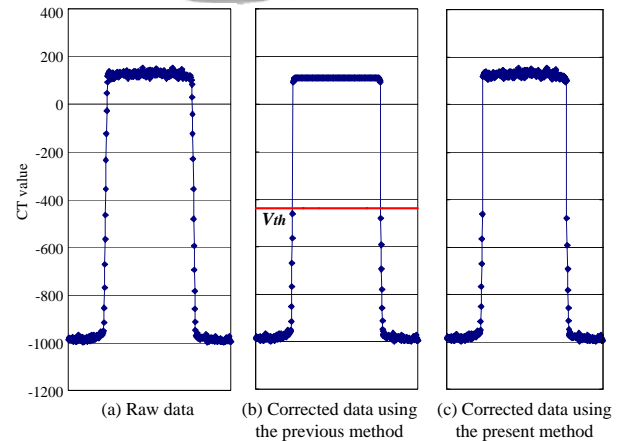 400
200
0
-200
-400
-600
-800
-1000
-1200
CT value
Vth
(a) Raw data
(b) Corrected data using
the previous method
(c) Corrected data using
the present method